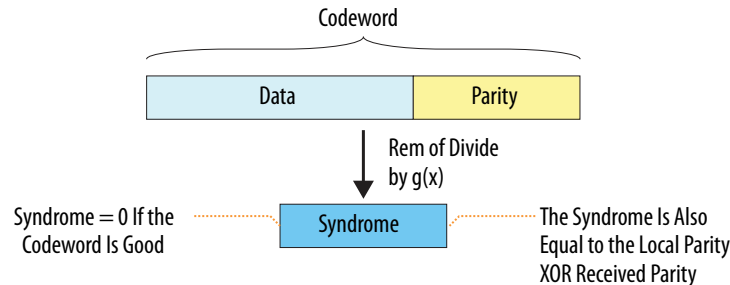 Codeword
Data
Parity
Rem of Divide
by g(x)
Syndrome = 0 If the
Codeword Is Good
Syndrome
The Syndrome Is Also
Equal to the Local Parity
XOR Received Parity